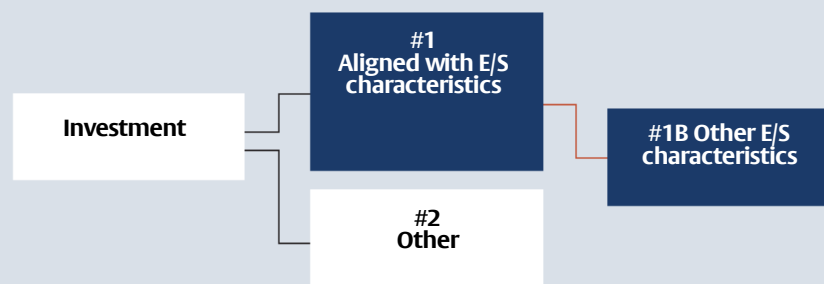 Investment
#1
Aligned with E/S
characteristics
#1B Other E/S
characteristics
#2
Other